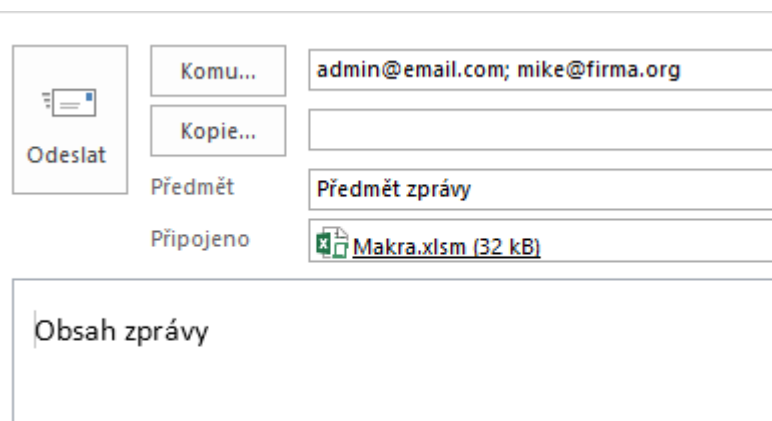 Komu... admin@email.com; mike@firma.org
Kopie...
Odeslat
Předmět Předmět zprávy
Připojeno Makra.xlsm (32 kB)
Obsah zprávy